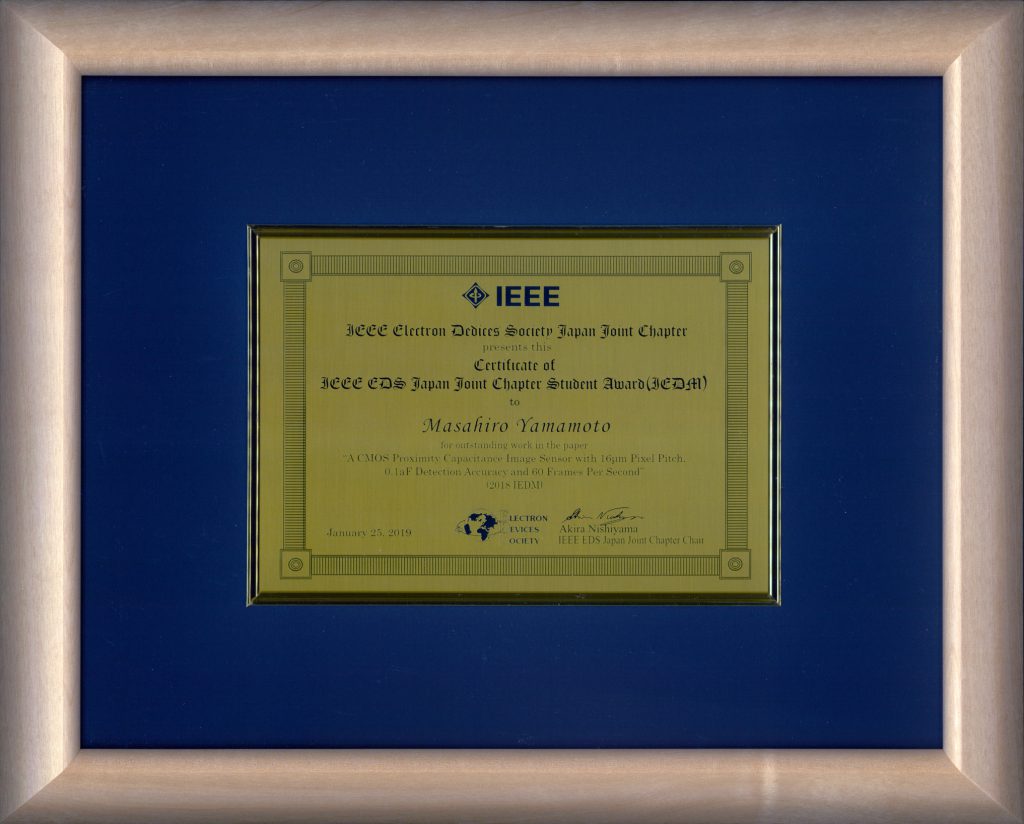 IEEE
IEEE Electron Dedices Society Japan Joint Chapter
presents this
Certificate of
IEEE EDS Japan Joint Chapter Student Award(IEDM)
to
Masahiro Yamamoto
for outstanding work in the paper
“A CMOS Proximity Capacitance Image Sensor with 16μm Pixel Pitch,
0.1aF Detection Accuracy and 60 Frames Per Second”
(2018 IEDM)
January 25, 2019
ELECTRON
DEVICES
SOCIETY
Akira Nishiyama
IEEE EDS Japan Joint Chapter Chair